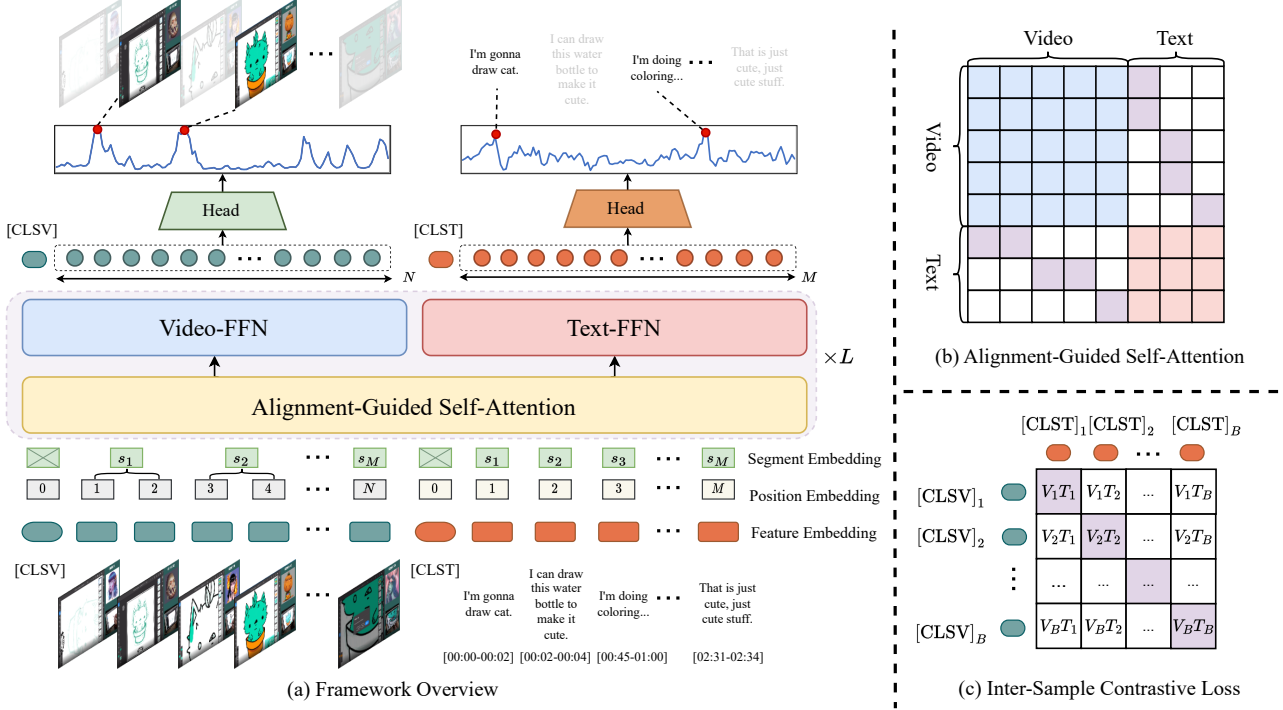 I'm gonna
draw cat.
I can draw
this water
bottle to
make it
cute.
I'm doing
coloring...
That is just
cute, just
cute stuff.
Head
Head
[CLSV]
[CLST]
N
M
Video-FFN
Text-FFN
×L
Alignment-Guided Self-Attention
s1 s2 ... sM s1 s2 s3 ... sM Segment Embedding
0 1 2 3 4 ... N 0 1 2 3 ... M Position Embedding
Feature Embedding
[CLSV]
[CLST]
I'm gonna
draw cat.
I can draw
this water
bottle to
make it
cute.
I'm doing
coloring...
That is just
cute, just
cute stuff.
[00:00-00:02] [00:02-00:04] [00:45-01:00] [02:31-02:34]
(a) Framework Overview
Video Text
Video
Text
(b) Alignment-Guided Self-Attention
[CLST]1 [CLST]2 [CLST]B
[CLSV]1 V1T1 V1T2 ... V1TB
[CLSV]2 V2T1 V2T2 ... V2TB
... ... ... ...
[CLSV]B VBT1 VBT2 ... VBTB
(c) Inter-Sample Contrastive Loss